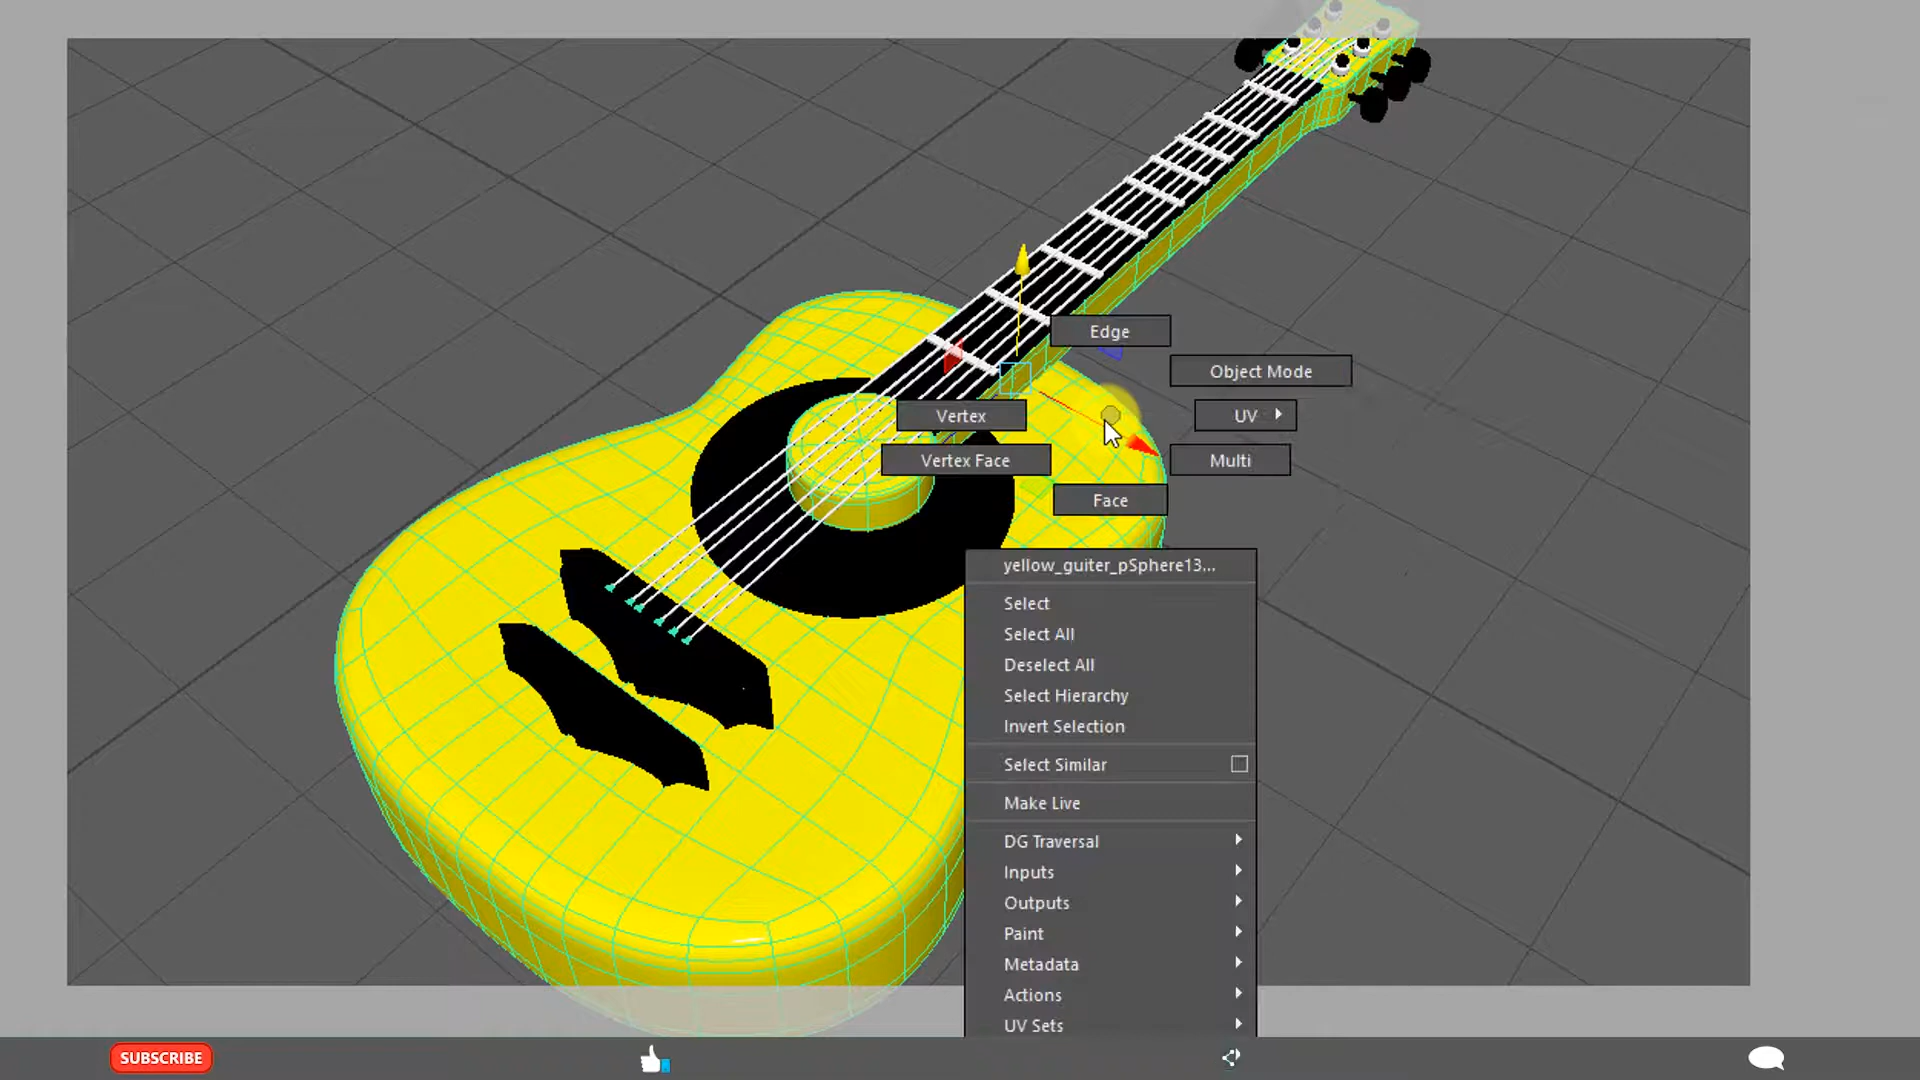 Edge
Object Mode
Vertex
UV
Vertex Face
Multi
Face
yellow_guiter_pSphere13...
Select
Select All
Deselect All
Select Hierarchy
Invert Selection
Select Similar
Make Live
DG Traversal
Inputs
Outputs
Paint
Metadata
Actions
UV Sets
SUBSCRIBE